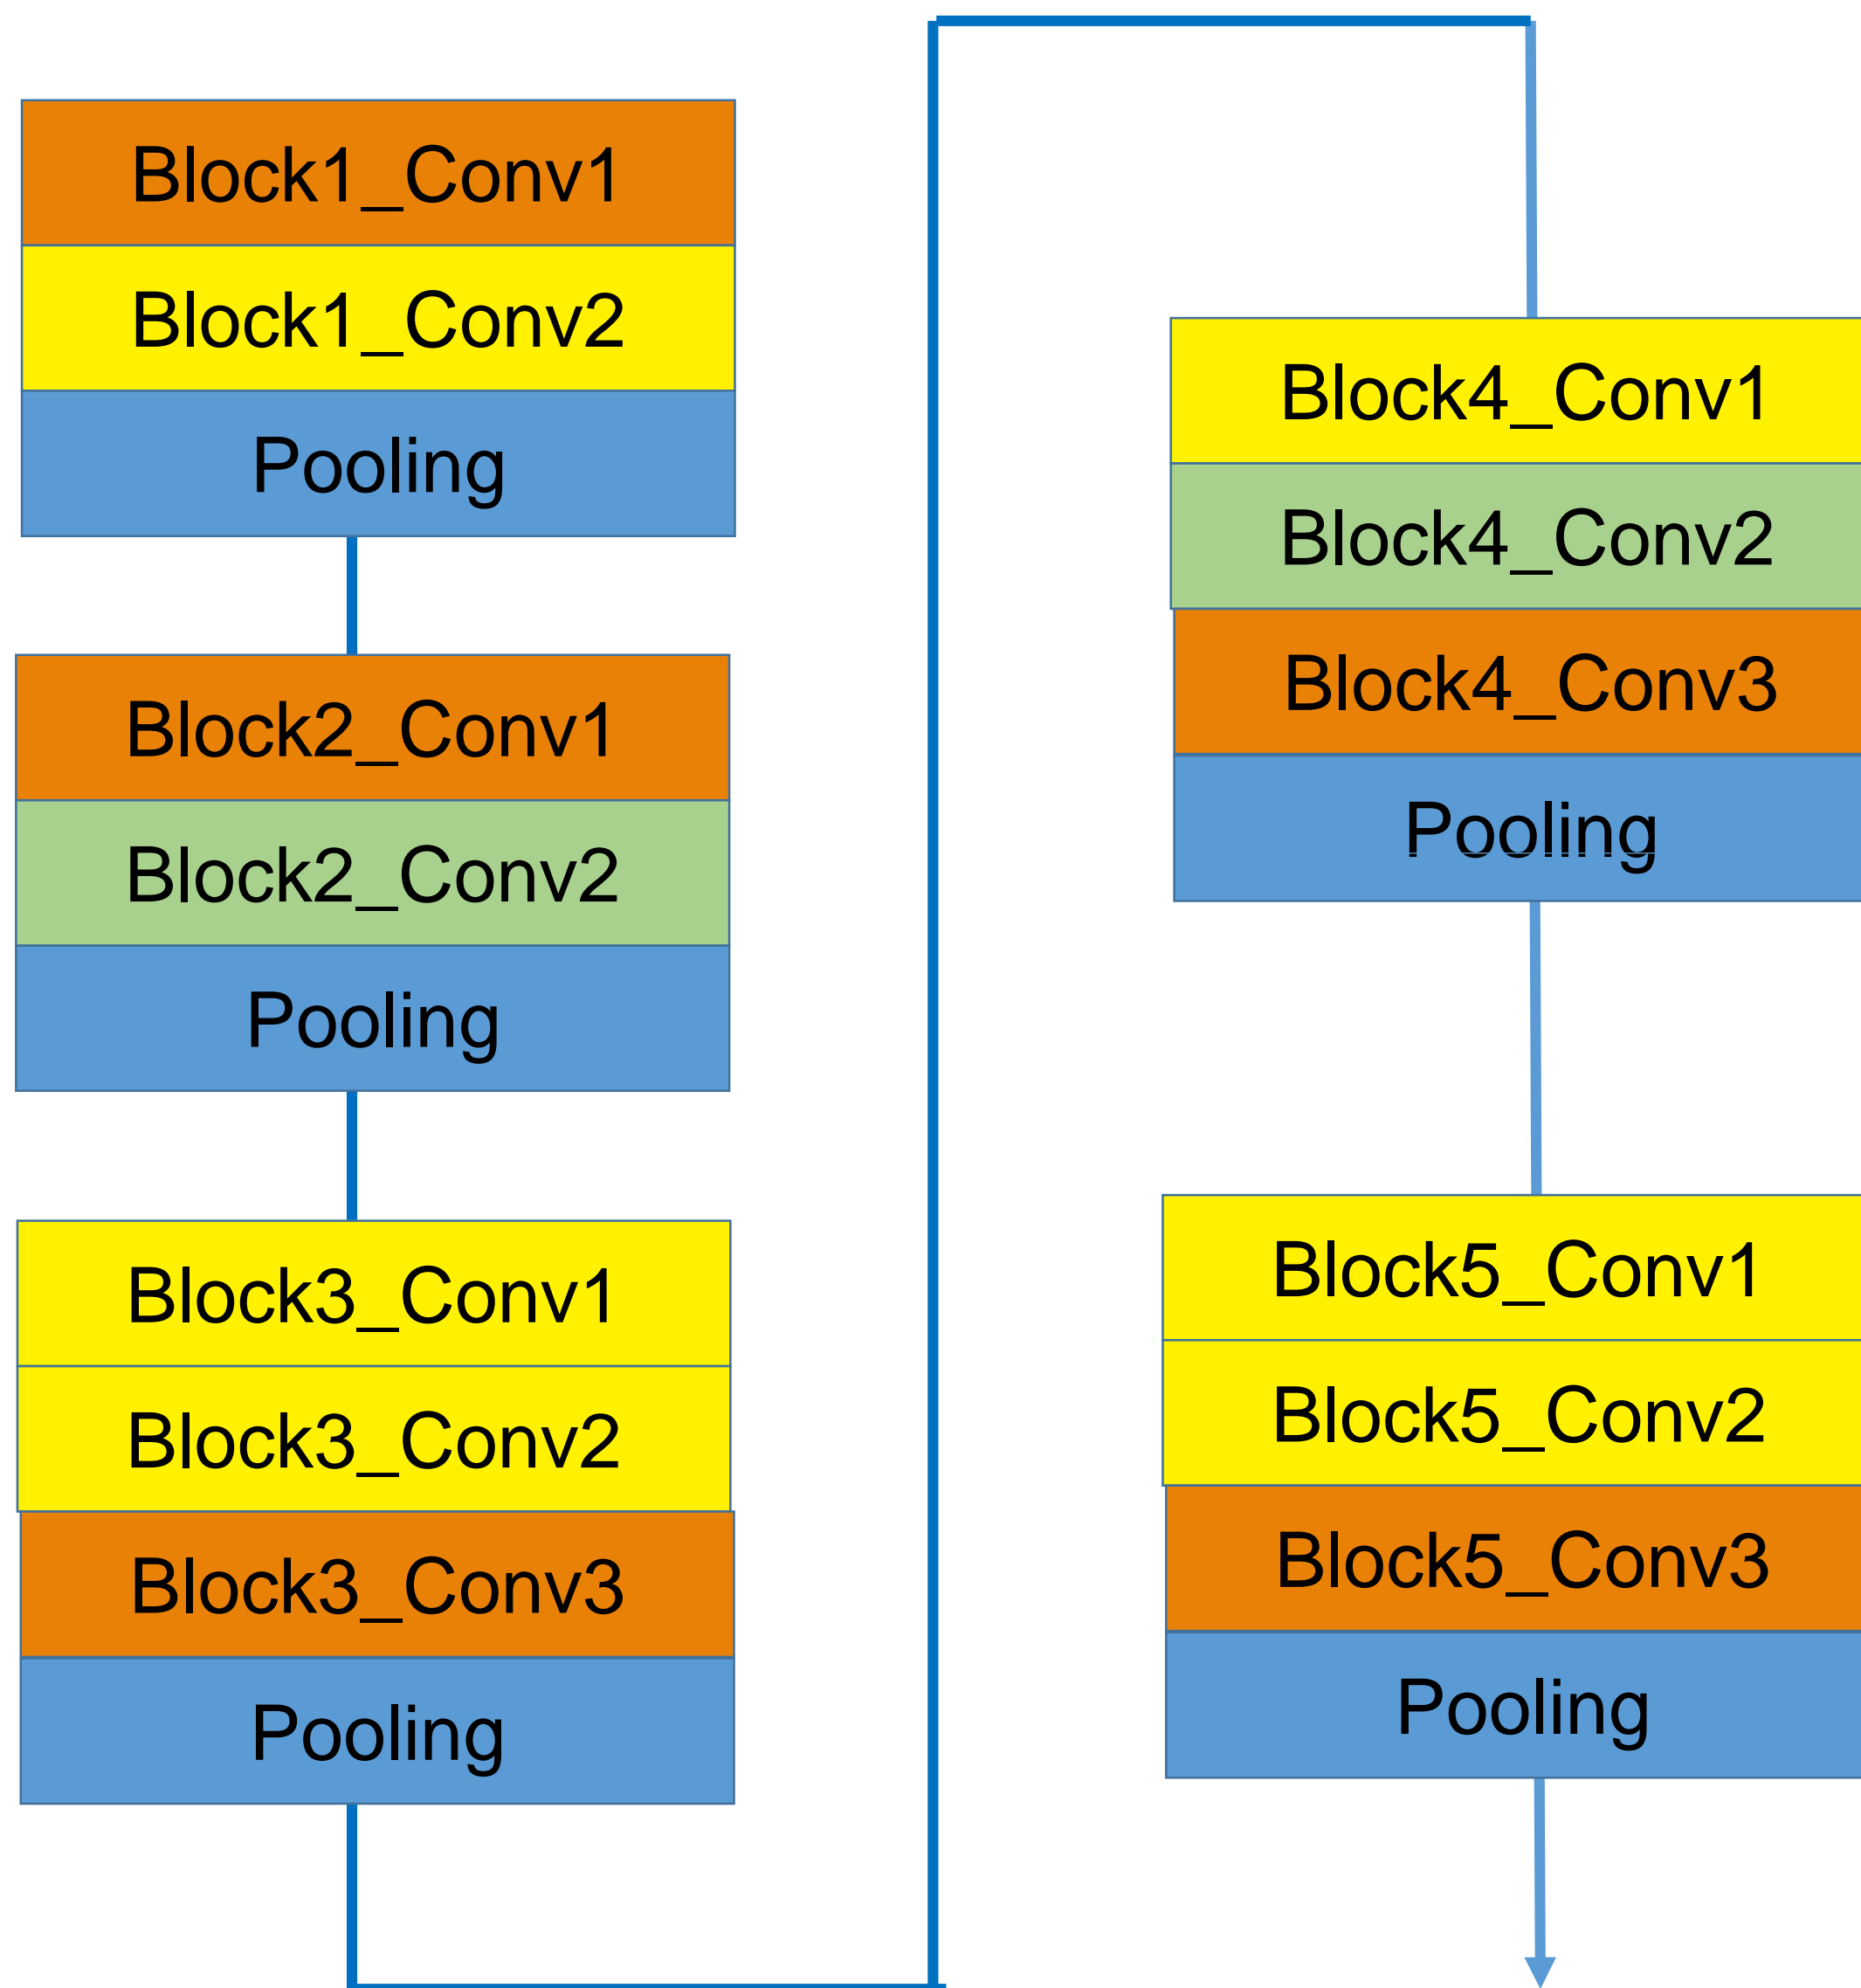 Block1_Conv1
Block1_Conv2
Pooling
Block2_Conv1
Block2_Conv2
Pooling
Block3_Conv1
Block3_Conv2
Block3_Conv3
Pooling
Block4_Conv1
Block4_Conv2
Block4_Conv3
Pooling
Block5_Conv1
Block5_Conv2
Block5_Conv3
Pooling